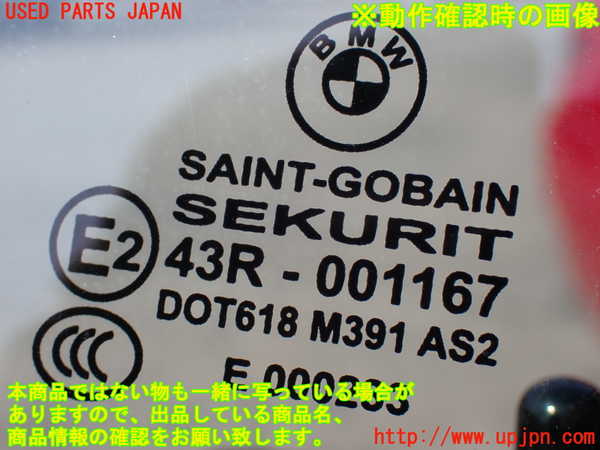 USED PARTS JAPAN
※動作確認時の画像
BMW
SAINT-GOBAIN
SEKURIT
E2
43R - 001167
DOT618 M391 AS2
CCC
E 000233
本商品ではない物も一緒に写っている場合が
ありますので、出品している商品名、
商品情報の確認をお願い致します。
http://www.upjpn.com